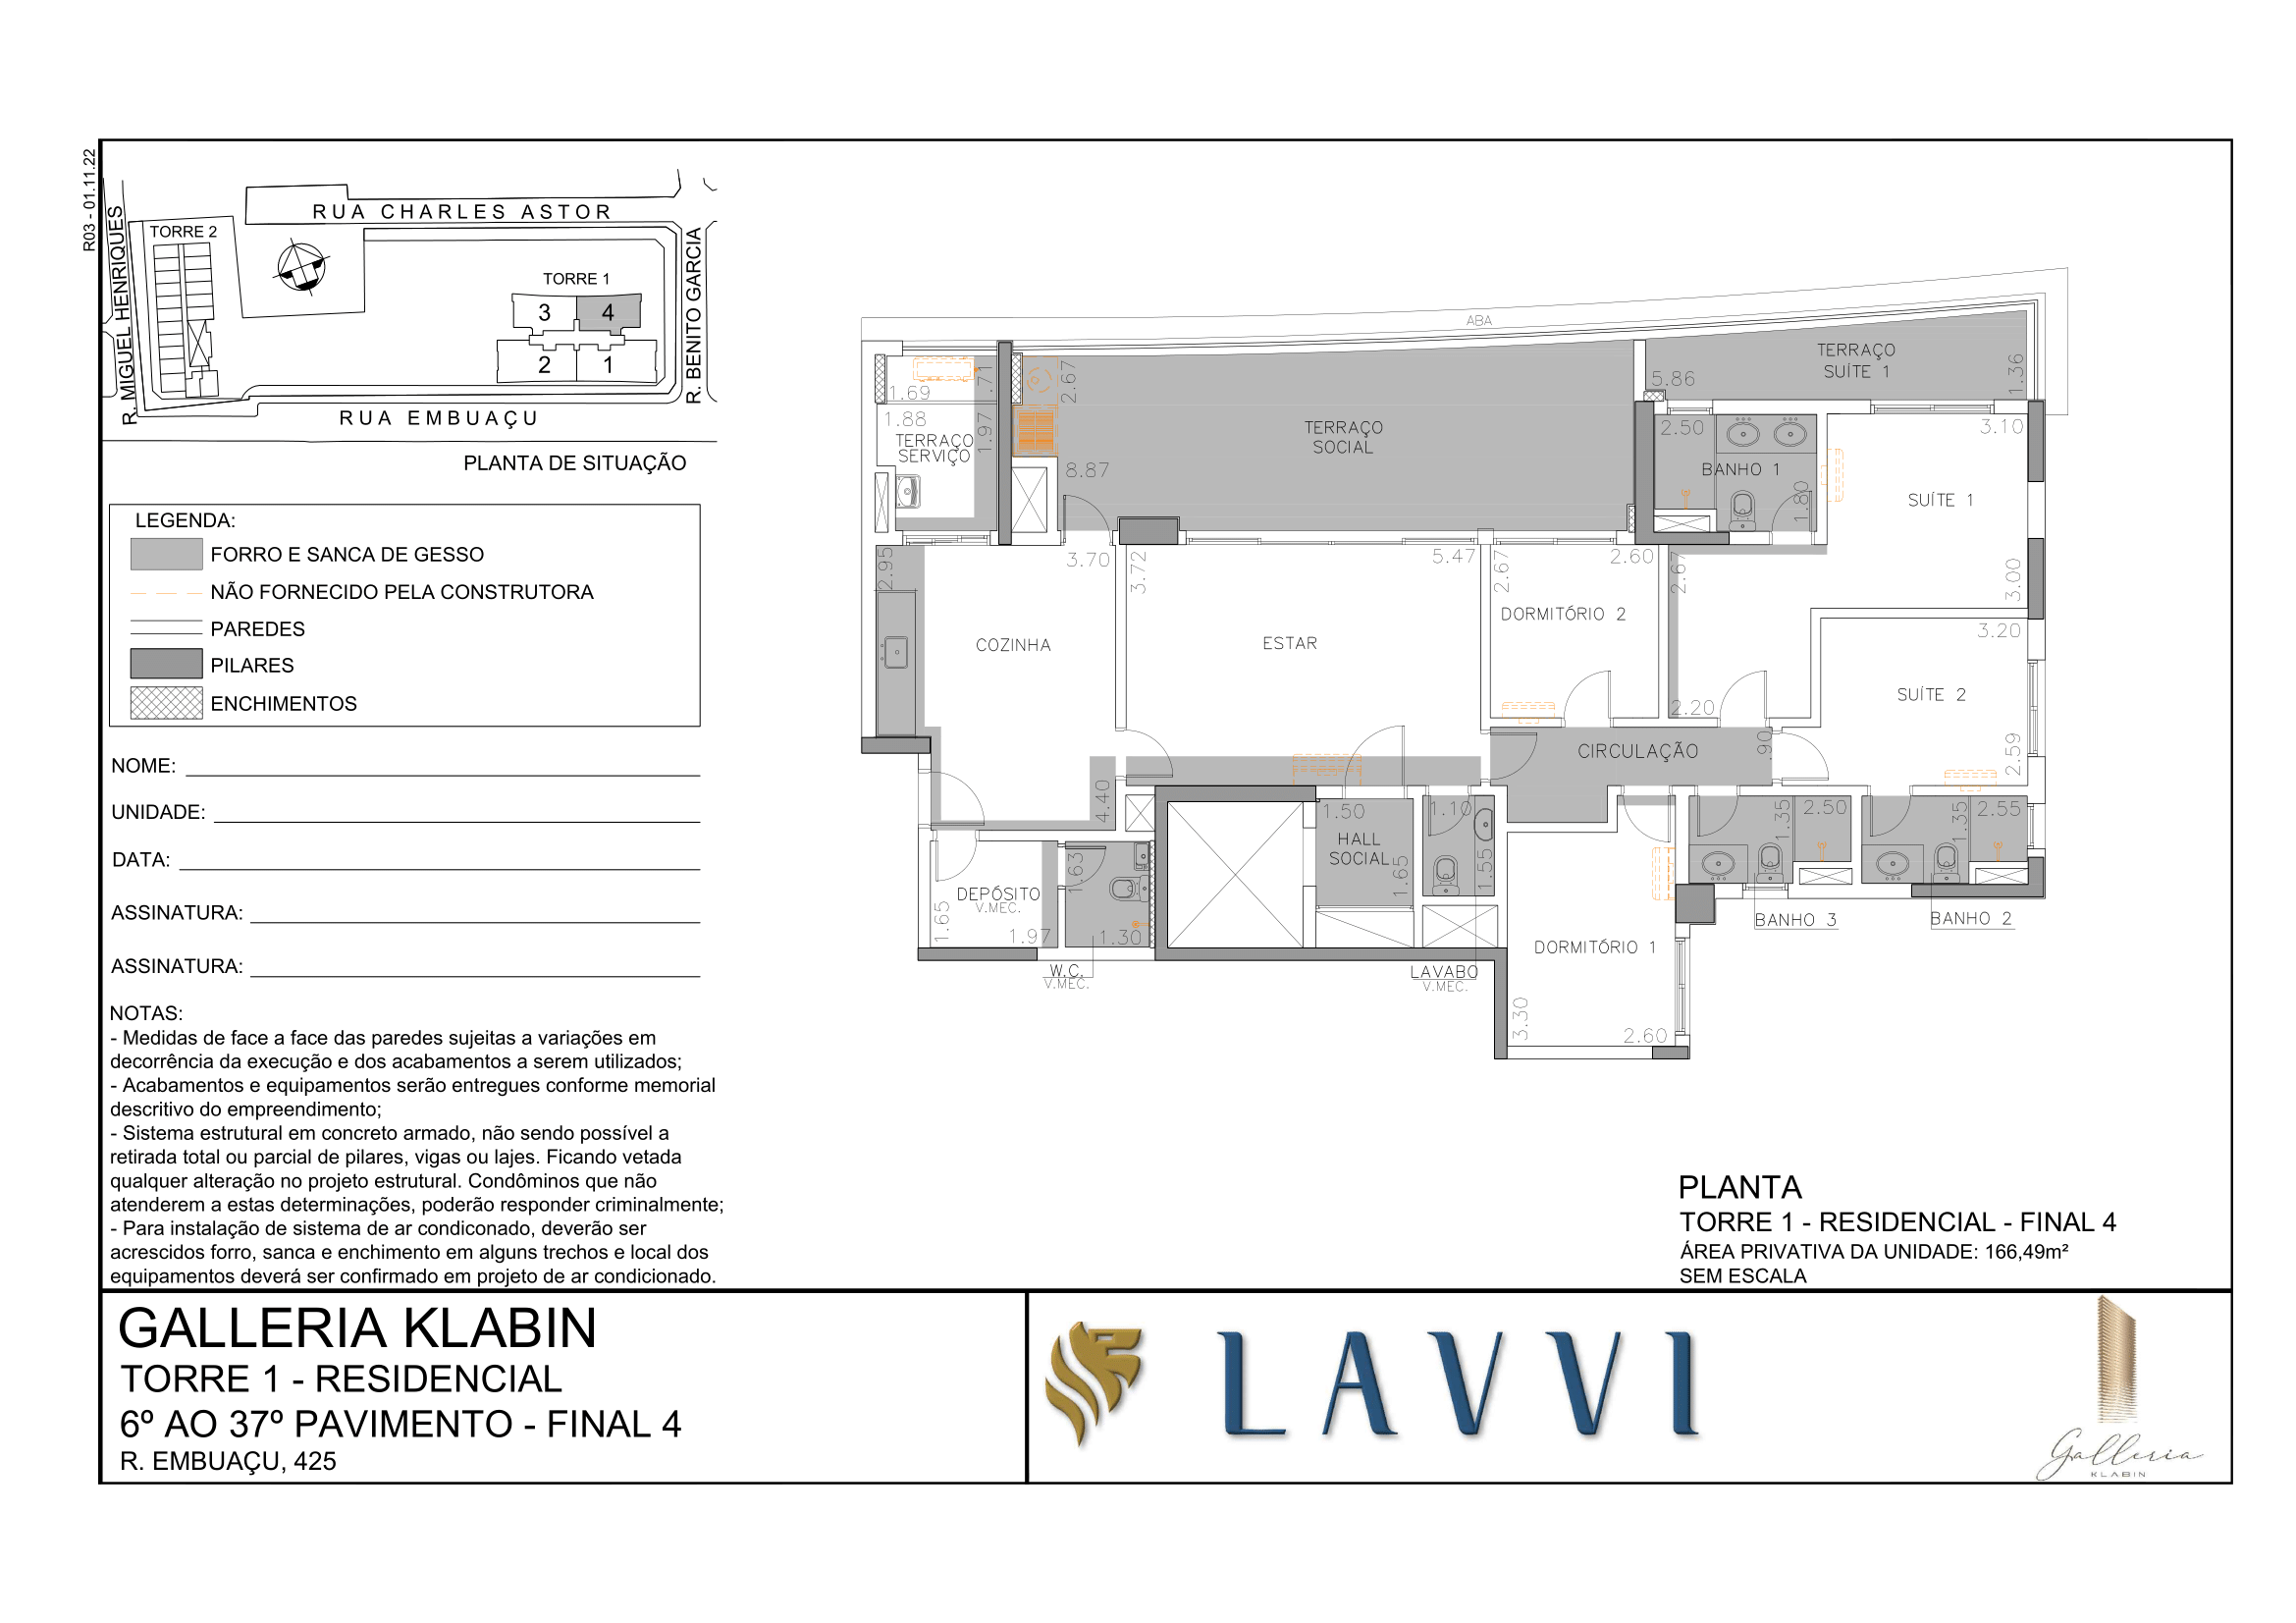 R03 - 01.11.22
R. MIGUEL HENRIQUES
RUA CHARLES ASTOR
R. BENITO GARCIA
TORRE 2
TORRE 1
3
4
2
1
RUA EMBUAÇU
PLANTA DE SITUAÇÃO
LEGENDA:
FORRO E SANCA DE GESSO
NÃO FORNECIDO PELA CONSTRUTORA
PAREDES
PILARES
ENCHIMENTOS
NOME:
UNIDADE:
DATA:
ASSINATURA:
ASSINATURA:
NOTAS:
- Medidas de face a face das paredes sujeitas a variações em
decorrência da execução e dos acabamentos a serem utilizados;
- Acabamentos e equipamentos serão entregues conforme memorial
descritivo do empreendimento;
- Sistema estrutural em concreto armado, não sendo possível a
retirada total ou parcial de pilares, vigas ou lajes. Ficando vetada
qualquer alteração no projeto estrutural. Condôminos que não
atenderem a estas determinações, poderão responder criminalmente;
- Para instalação de sistema de ar condiconado, deverão ser
acrescidos forro, sanca e enchimento em alguns trechos e local dos
equipamentos deverá ser confirmado em projeto de ar condicionado.
ABA
TERRAÇO
SUÍTE 1
5.86
1.36
1.69
.71
2.67
1.88
1.97
TERRAÇO
SERVIÇO
TERRAÇO
SOCIAL
8.87
2.50
BANHO 1
1.80
3.10
SUÍTE 1
3.00
2.95
3.70
3.72
5.47
2.67
2.60
2.67
DORMITÓRIO 2
COZINHA
ESTAR
3.20
SUÍTE 2
2.59
2.20
CIRCULAÇÃO
.90
4.40
1.50
HALL
SOCIAL
1.65
1.10
1.55
1.35
2.50
1.35
2.55
1.63
DEPÓSITO
V.MEC.
1.65
1.97
1.30
W.C.
V.MEC.
LAVABO
V.MEC.
DORMITÓRIO 1
3.30
2.60
BANHO 3
BANHO 2
PLANTA
TORRE 1 - RESIDENCIAL - FINAL 4
ÁREA PRIVATIVA DA UNIDADE: 166,49m²
SEM ESCALA
GALLERIA KLABIN
TORRE 1 - RESIDENCIAL
6º AO 37º PAVIMENTO - FINAL 4
R. EMBUAÇU, 425
LAVVI
Galleria
KLABIN